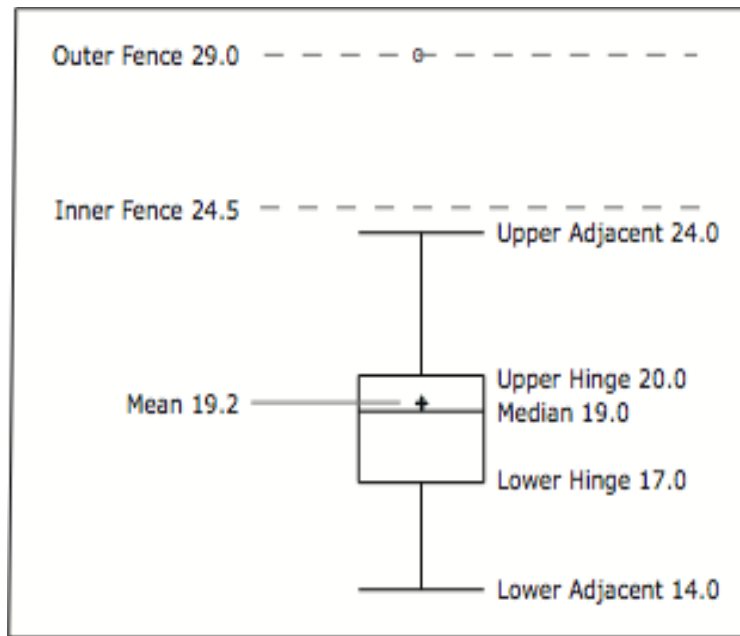 Outer Fence 29.0
Inner Fence 24.5
Upper Adjacent 24.0
Upper Hinge 20.0
Mean 19.2
Median 19.0
Lower Hinge 17.0
Lower Adjacent 14.0